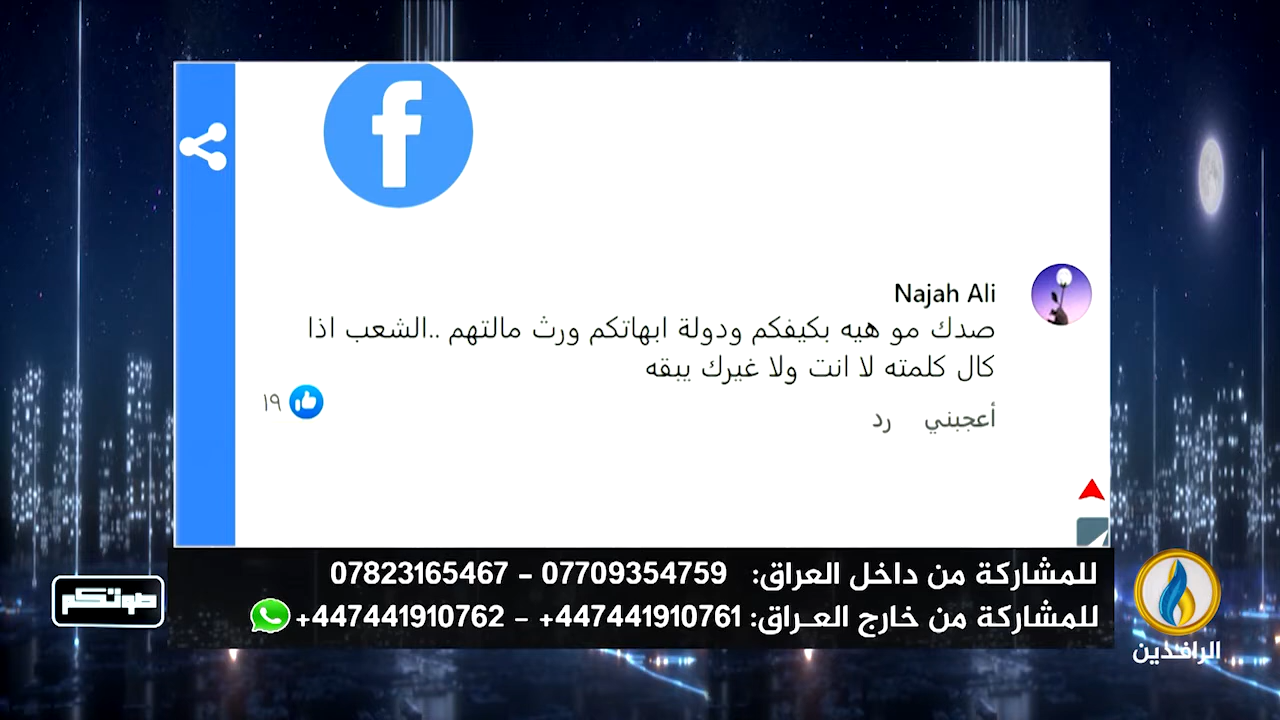 Najah Ali
صدك مو هيه بكيفكم ودولة ابهاتكم ورث مالتهم ..الشعب اذا
كال كلمته لا انت ولا غيرك يبقه
أعجبني رد
١٩
للمشاركة من داخل العراق: 07709354759 - 07823165467
للمشاركة من خارج العـراق: 447441910761+ - 447441910762+
صوتكم
الرافدين